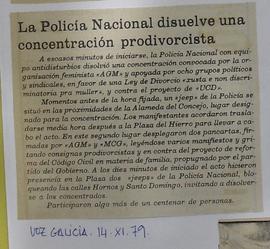 La Policía Nacional disuelve una
concentración prodivorcista
A escasos minutos de iniciarse, la Policía Nacional con equi-
po antidisturbios disolvió una concentración convocada por la or-
ganisación feminista «AGM» y apoyada por ocho grupos políticos
y sindicales, en favor de una Ley de Divorcio «xusta e non discri-
minatoria pra muller», y contra el proyecto de «UCD».
Momentos antes de la hora fijada, un «jeep» de la Policía se
situó en las proximidades de la Alameda del Concejo, lugar desig-
nado para la concentración. Los manifestantes acordaron trasla-
darse media hora después a la Plaza del Hierro para llevar a ca-
bo el acto. En este segundo lugar desplegaron dos pancartas, fir-
madas por «AGM» y «MCG», leyéndose varios manifiestos y gri-
tando consignas prodivorcistas y en contra del proyecto de refor-
ma del Código Civil en materia de familia, propugnado por el par-
tido del Gobierno. A los diez minutos de iniciado el acto hicieron
presencia en la Plaza dos «jeeps» de la Policía Nacional, blo-
queando las calles Hornos y Santo Domingo, invitando a disolver-
se a los concentrados.
Participaron algo más de un centenar de personas.
VOZ GALICIA. 14. XI. 79.